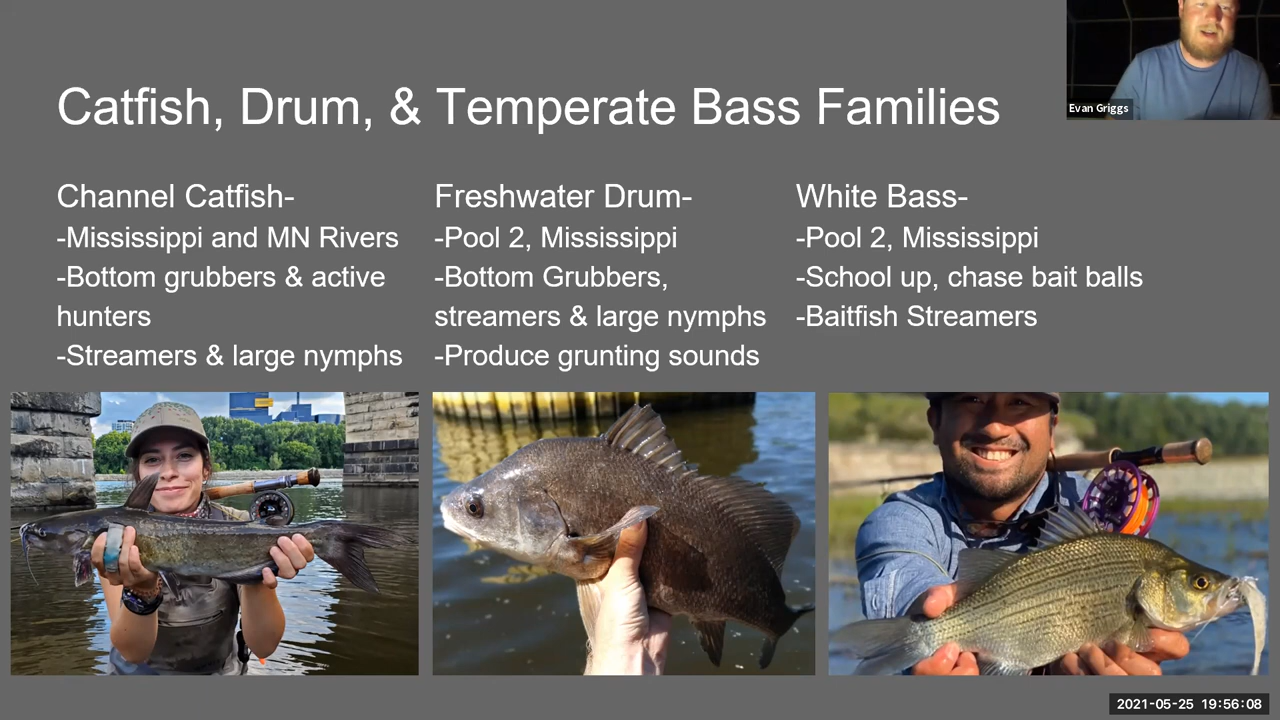 Evan Griggs
Catfish, Drum, & Temperate Bass Families
Channel Catfish-
-Mississippi and MN Rivers
-Bottom grubbers & active
hunters
-Streamers & large nymphs
Freshwater Drum-
-Pool 2, Mississippi
-Bottom Grubbers,
streamers & large nymphs
-Produce grunting sounds
White Bass-
-Pool 2, Mississippi
-School up, chase bait balls
-Baitfish Streamers
2021-05-25 19:56:08